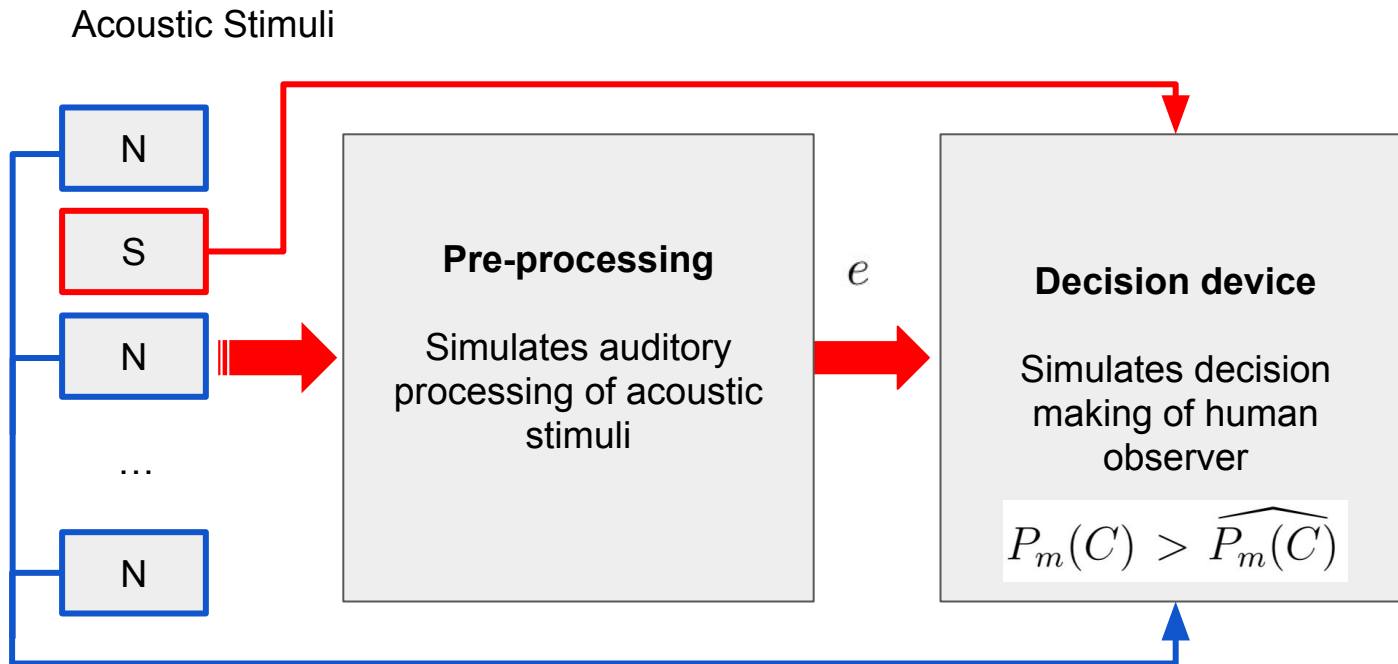 Acoustic Stimuli
N
S
N
…
N
Pre-processing
Simulates auditory
processing of acoustic
stimuli
e
Decision device
Simulates decision
making of human
observer
$P_m(C) > \widehat{P_m(C)}$